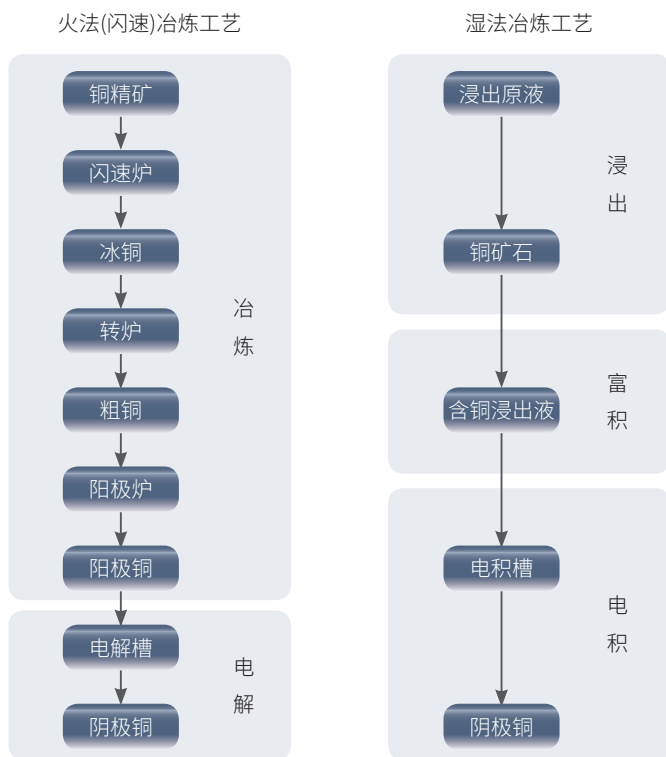 火法(闪速)冶炼工艺
铜精矿
闪速炉
冰铜
转炉
粗铜
阳极炉
阳极铜
冶
炼
电解槽
阴极铜
电
解
湿法冶炼工艺
浸出原液
铜矿石
浸
出
含铜浸出液
富
积
电积槽
阴极铜
电
积